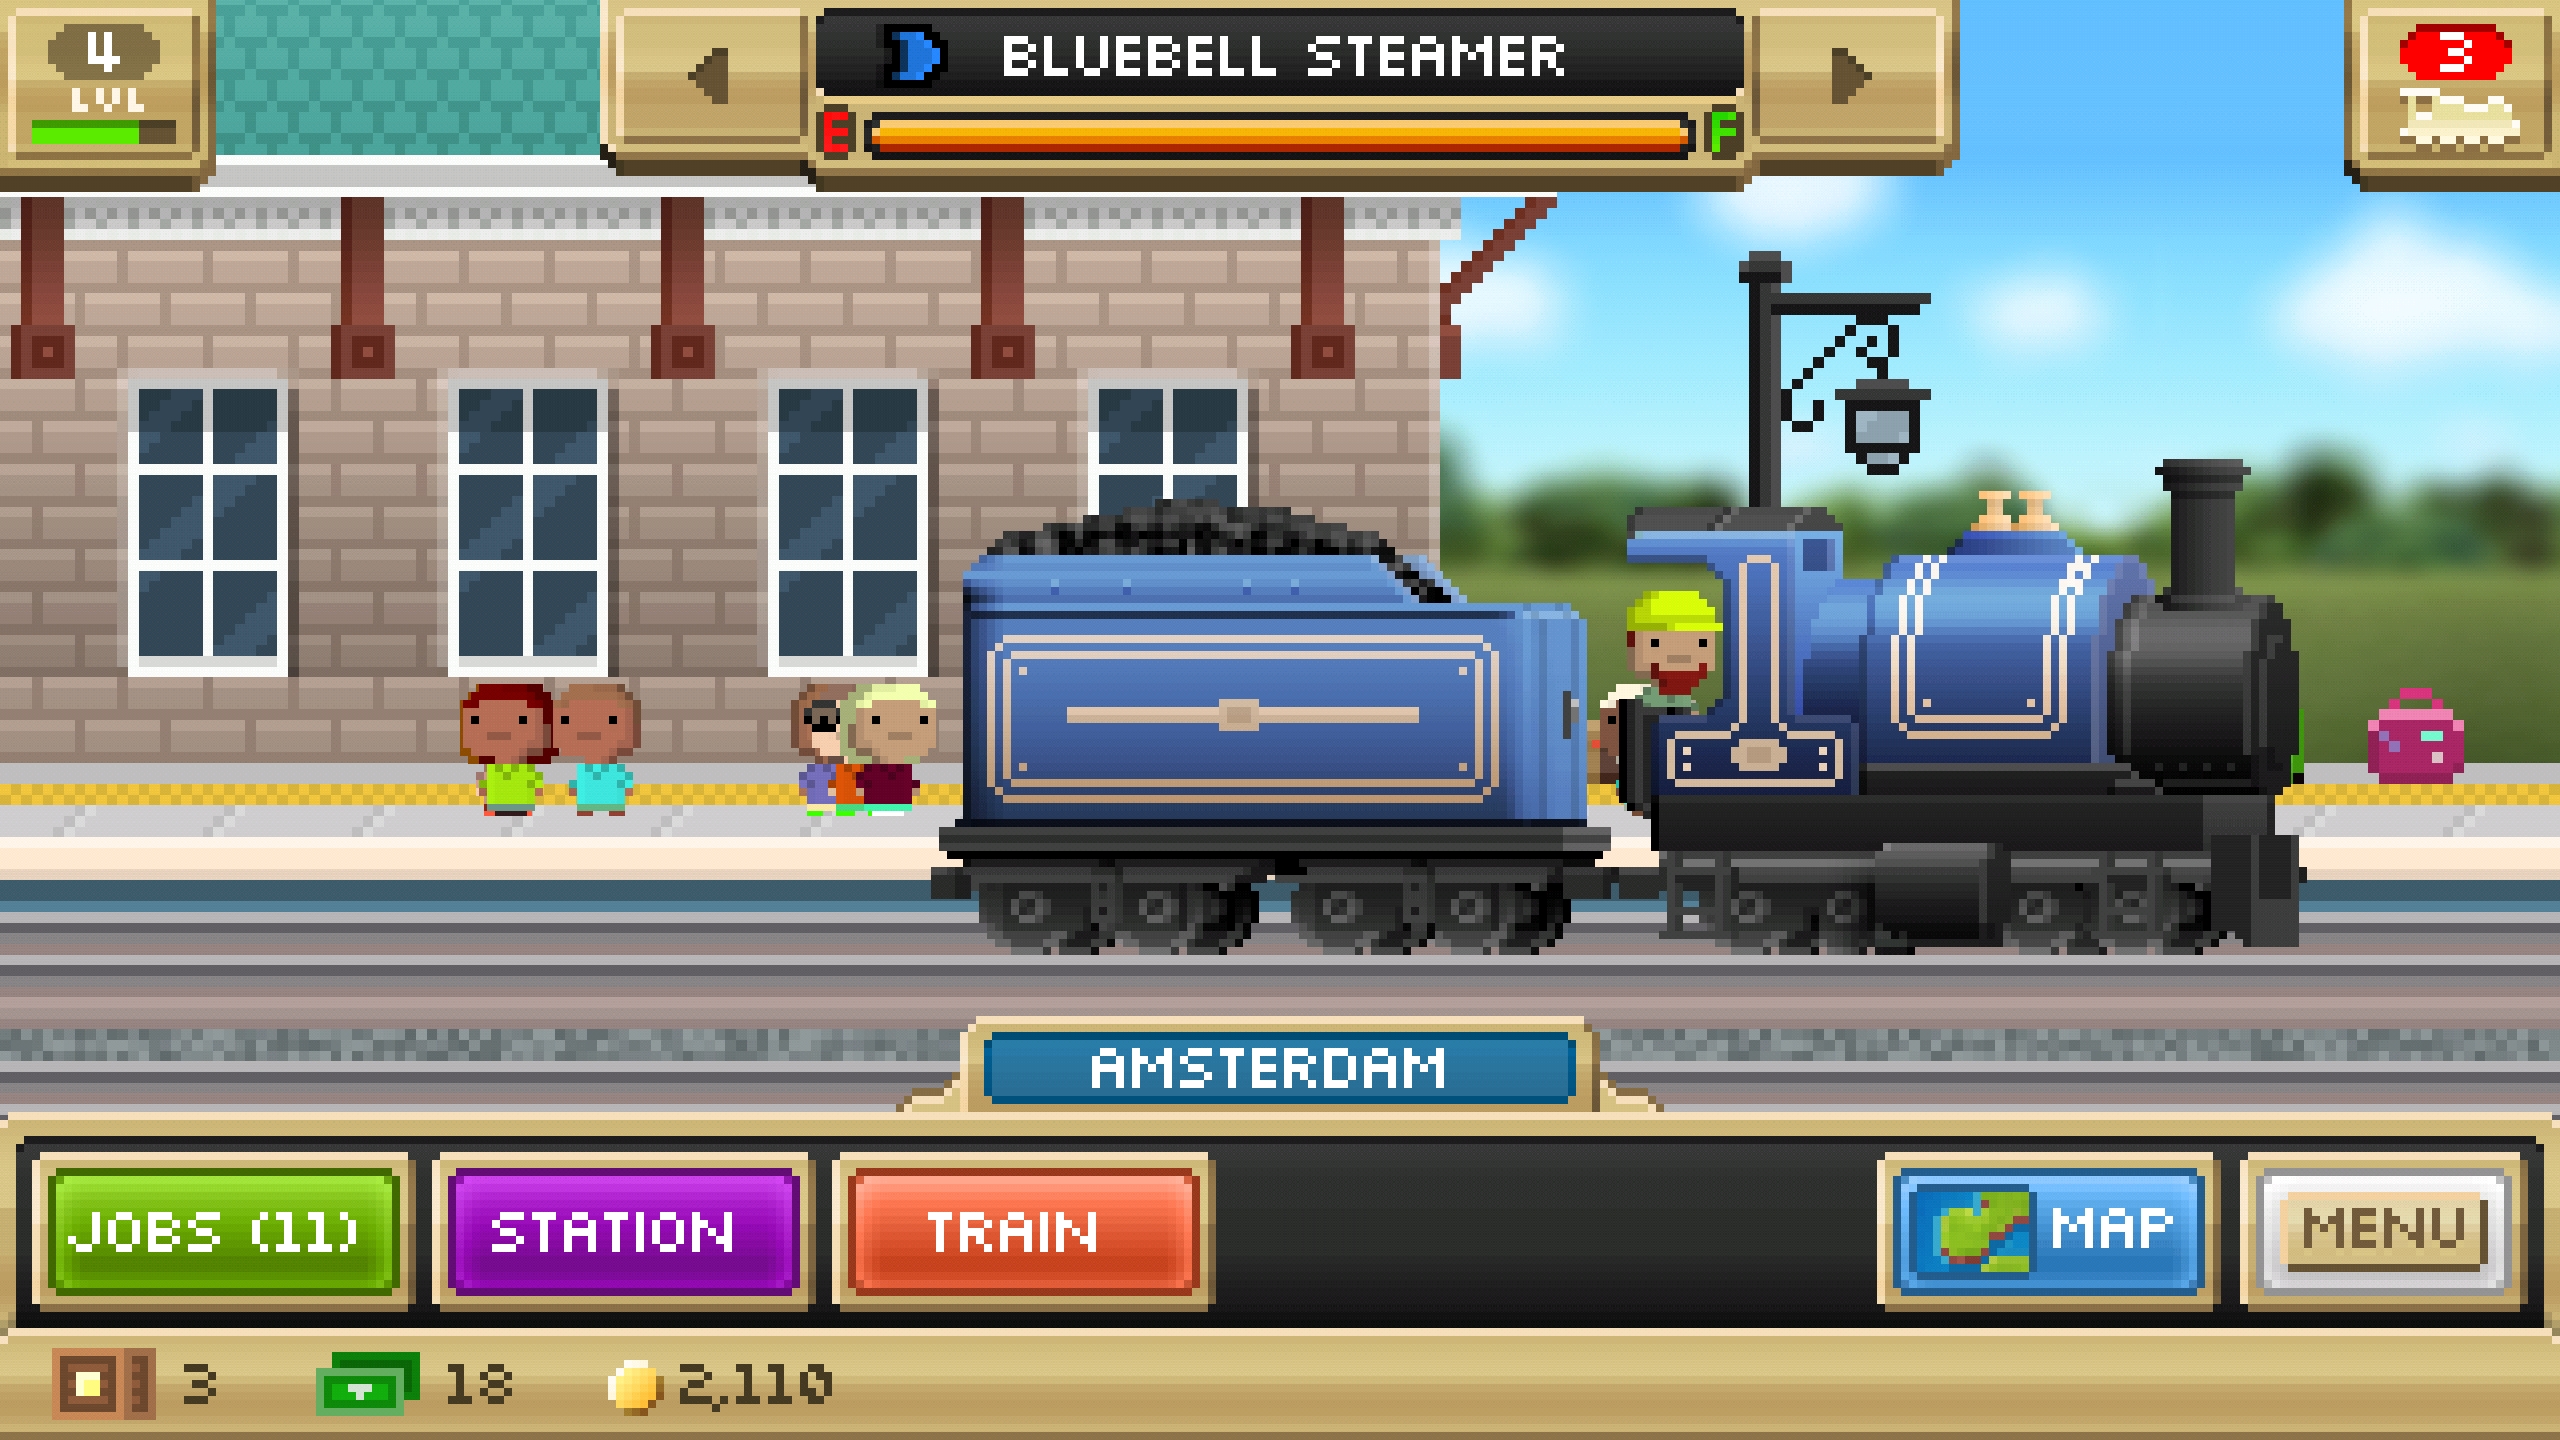 4
LVL
BLUEBELL STEAMER
E F
3
AMSTERDAM
JOBS (11)
STATION
TRAIN
MAP
MENU
3
18
2,110